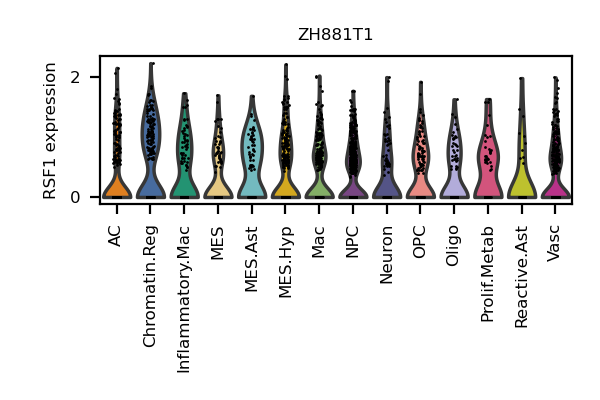 ZH881T1
RSF1 expression
2
0
AC
Chromatin.Reg
Inflammatory.Mac
MES
MES.Ast
MES.Hyp
Mac
NPC
Neuron
OPC
Oligo
Prolif.Metab
Reactive.Ast
Vasc